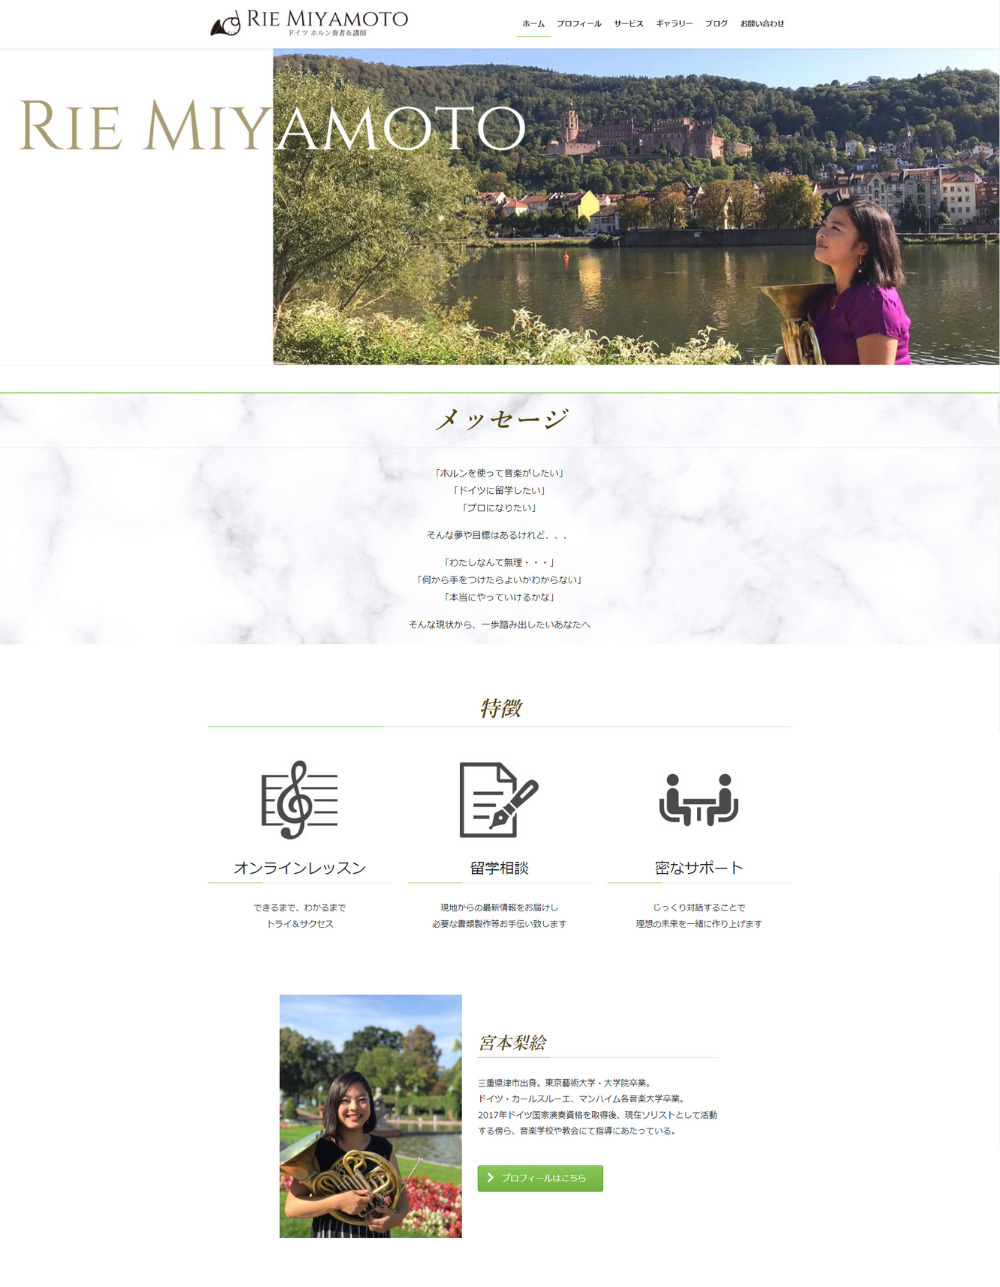 RIE MIYAMOTO
ドイツ ホルン奏者&講師
ホーム プロフィール サービス ギャラリー ブログ お問い合わせ
RIE MIYAMOTO
メッセージ
「ホルンを使って音楽がしたい」
「ドイツに留学したい」
「プロになりたい」
そんな夢や目標はあるけれど、、、
「わたしなんて無理・・・」
「何から手をつけたらよいかわからない」
「本当にやっていけるかな」
そんな現状から、一歩踏み出したいあなたへ
特徴
オンラインレッスン
できるまで、わかるまで
トライ&サクセス
留学相談
現地からの最新情報をお届けし
必要な書類製作等お手伝い致します
密なサポート
じっくり対話することで
理想の未来を一緒に作り上げます
宮本梨絵
三重県津市出身。東京藝術大学・大学院卒業。
ドイツ・カールスルーエ、マンハイム各音楽大学卒業。
2017年ドイツ国家演奏資格を取得後、現在ソリストとして活動
する傍ら、音楽学校や教会にて指導にあたっている。
プロフィールはこちら